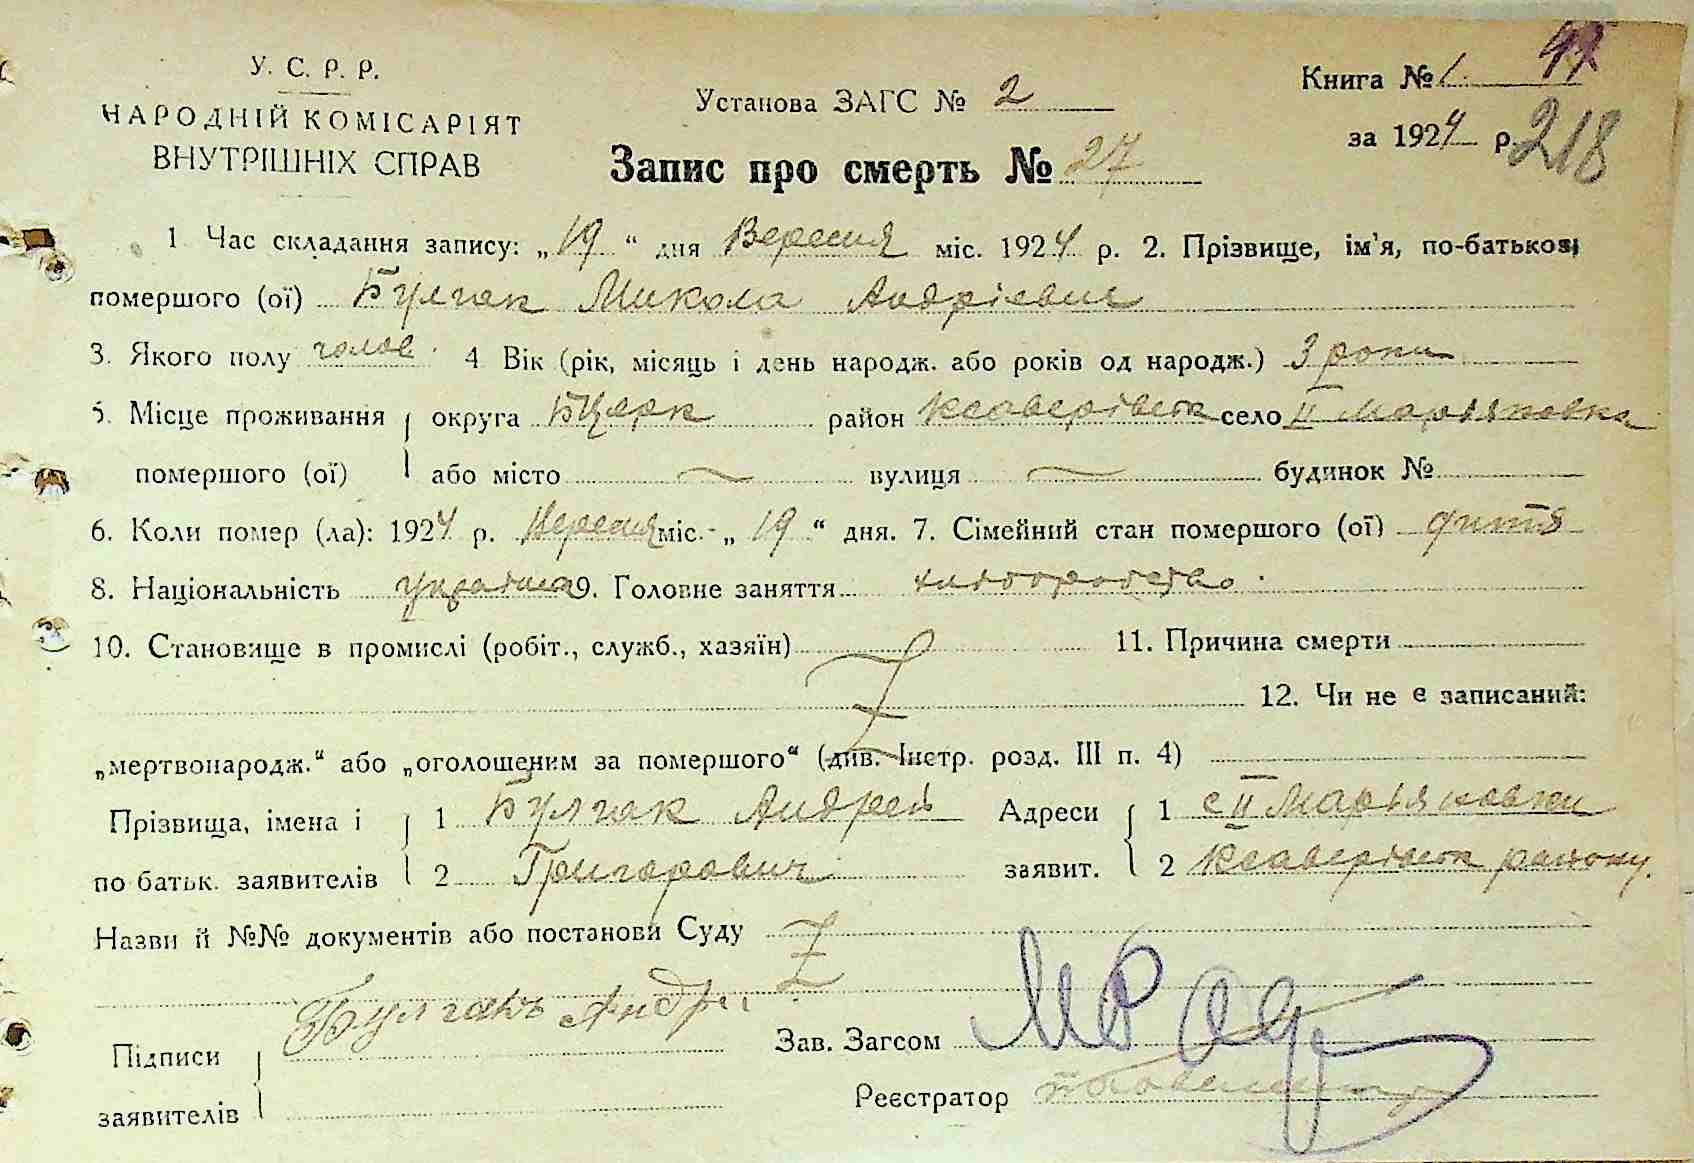 У. С. Р. Р.
НАРОДНІЙ КОМІСАРІЯТ
ВНУТРІШНІХ СПРАВ
Установа ЗАГС № 2
Книга № 1. 47
за 1924 р. 218
Запис про смерть № 27
1 Час складання запису: „19“ дня Вересня міс. 1924 р. 2. Прізвище, ім'я, по-батькові
помершого (ої) Булгак Микола Андрієвич
3. Якого полу чолов. 4 Вік (рік, місяць і день народж. або років од народж.) 3 роки
5. Місце проживання округа БЦерк район Ксаверівськ село II Мар'яновка
помершого (ої) або місто — вулиця — будинок №
6. Коли помер (ла): 1924 р. Вересня міс. „19“ дня. 7. Сімейний стан помершого (ої) дитя
8. Національність 9. Головне заняття хліборобство.
10. Становище в промислі (робіт., служб., хазяїн) 11. Причина смерти
12. Чи не є записаний:
„мертвонародж.“ або „оголошеним за помершого“ (див. Інстр. розд. III п. 4)
Прізвища, імена і 1 Булгак Андрей Адреси 1 с II Мар'яновки
по батьк. заявителів 2 Григорович заявит. 2 Ксаверівськ району.
Назви й №№ документів або постанови Суду
Булгакъ Андрі
Підписи Зав. Загсом
заявителів Реєстратор